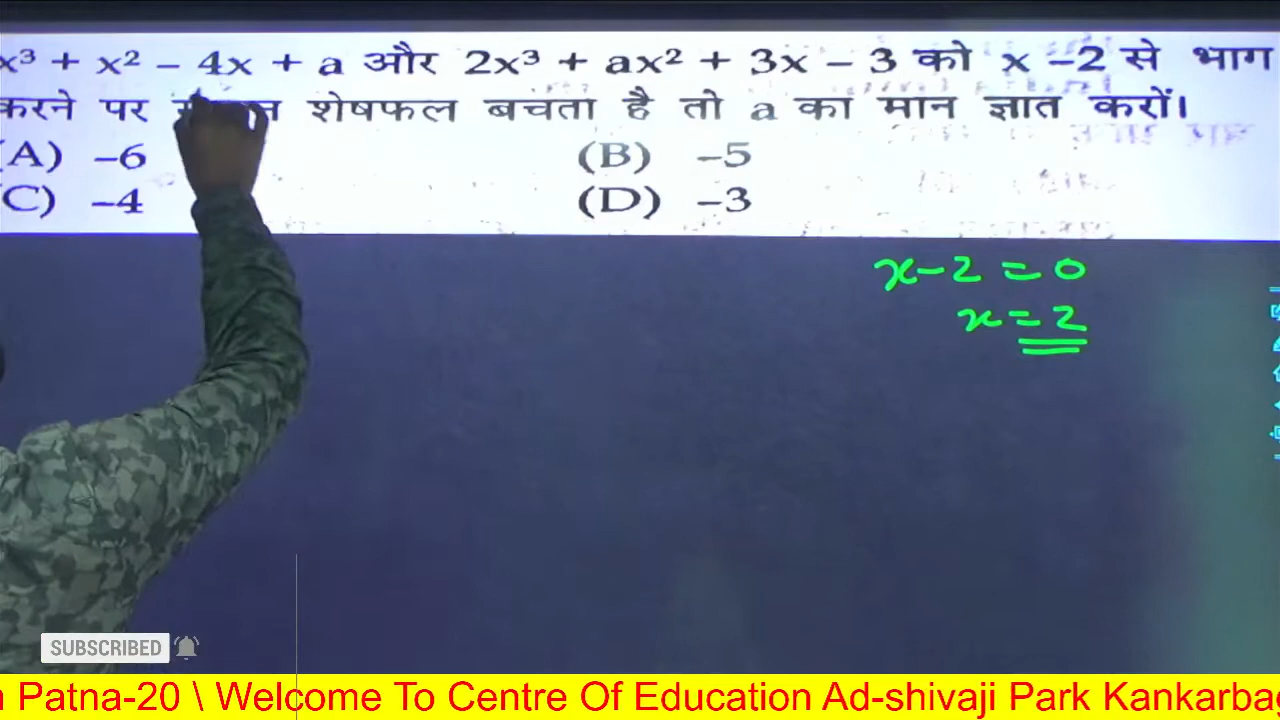 x³ + x² – 4x + a और 2x³ + ax² + 3x – 3 को x –2 से भाग
करने पर शेषफल बचता है तो a का मान ज्ञात करों।
(A) –6 (B) –5
C) –4 (D) –3
x-2 = 0
x = 2
SUBSCRIBED
Patna-20 \ Welcome To Centre Of Education Ad-shivaji Park Kankarbag